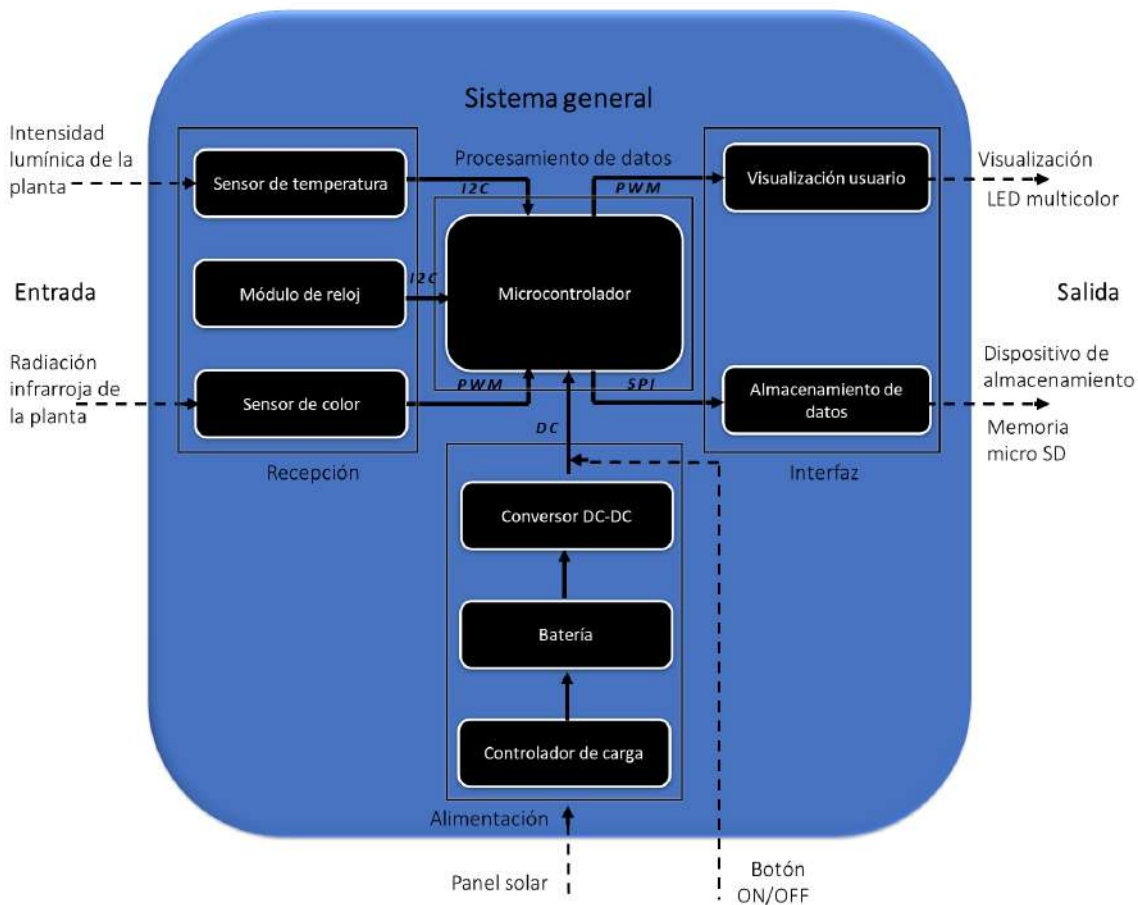 Sistema general
Intensidad
lumínica de la
planta
Sensor de temperatura
I2C
Procesamiento de datos
PWM
Visualización usuario
Visualización
LED multicolor
Entrada
Módulo de reloj
I2C
Microcontrolador
Salida
Radiación
infrarroja de
la planta
Sensor de color
PWM
SPI
Almacenamiento de
datos
Dispositivo de
almacenamiento
Memoria
micro SD
Recepción
DC
Interfaz
Conversor DC-DC
Batería
Controlador de carga
Alimentación
Panel solar
Botón
ON/OFF